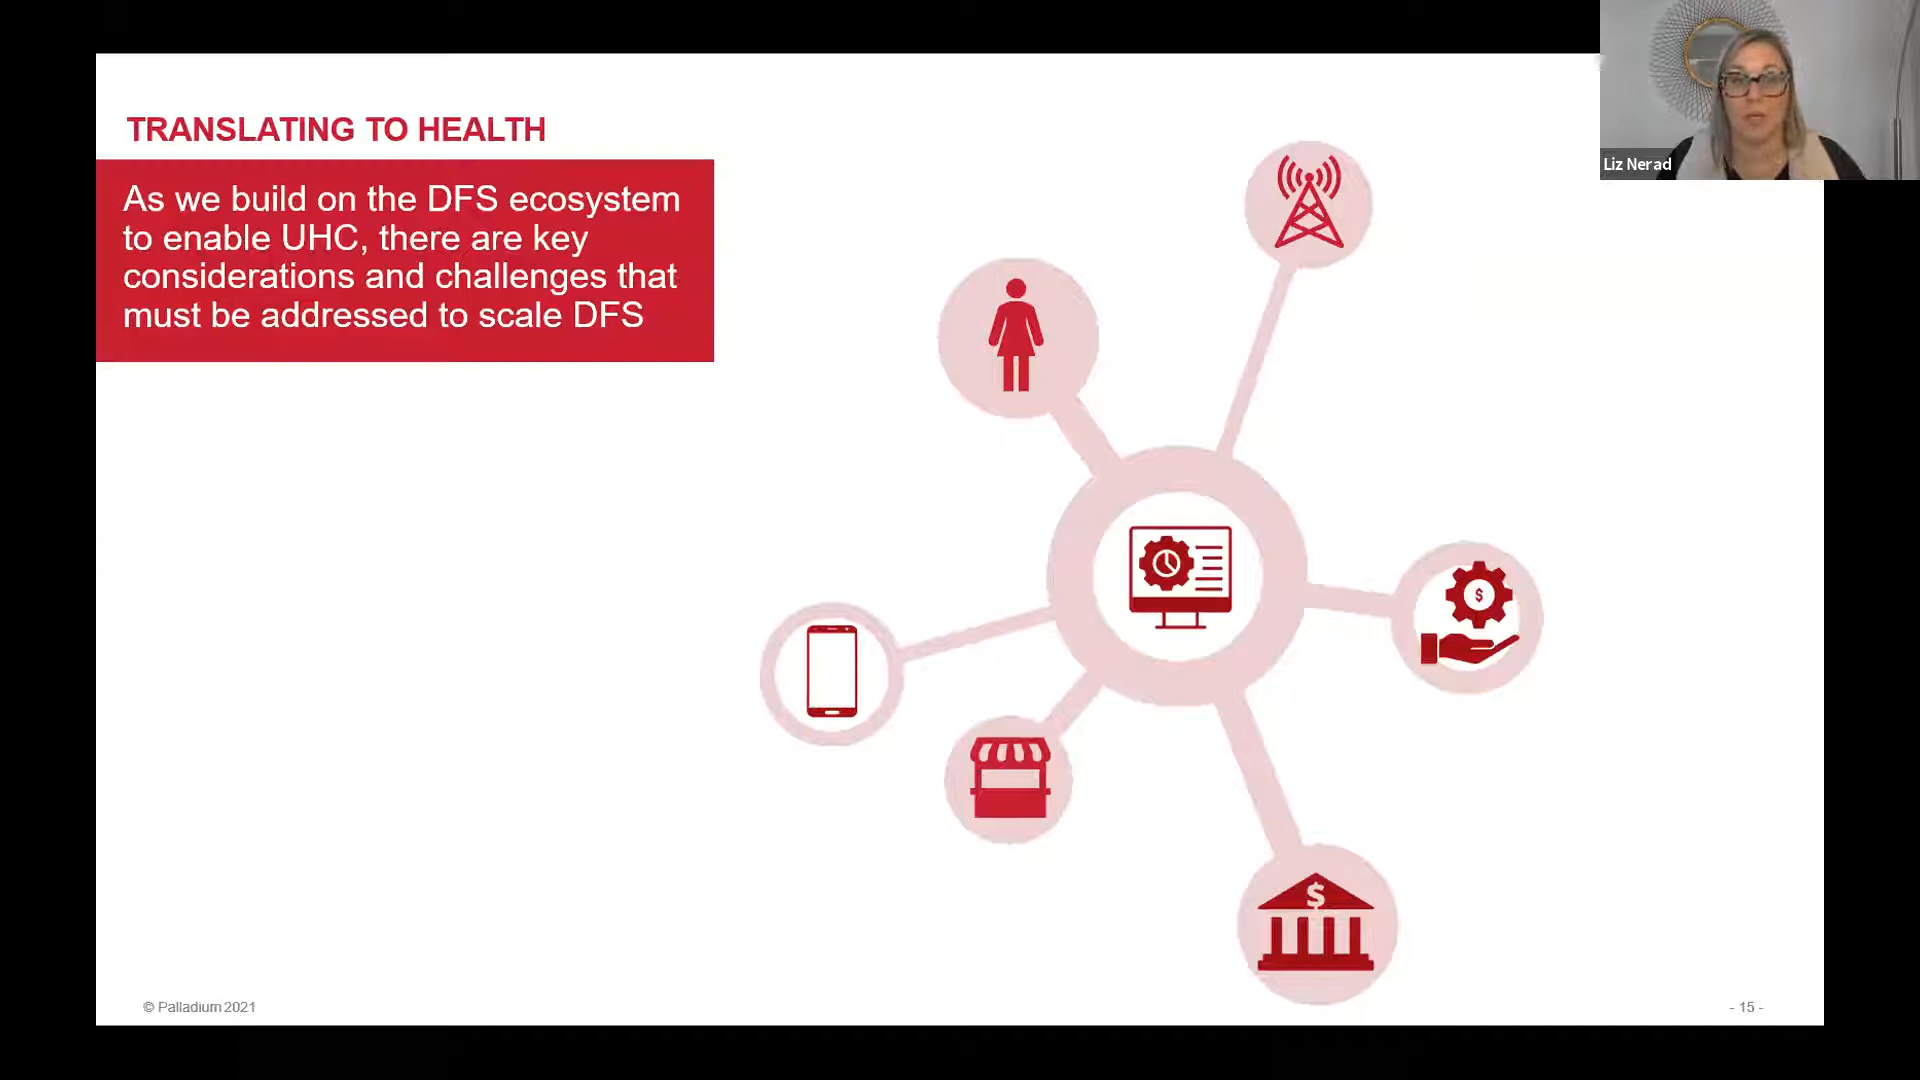 TRANSLATING TO HEALTH
As we build on the DFS ecosystem
to enable UHC, there are key
considerations and challenges that
must be addressed to scale DFS
Liz Nerad
$
$
© Palladium 2021
- 15 -